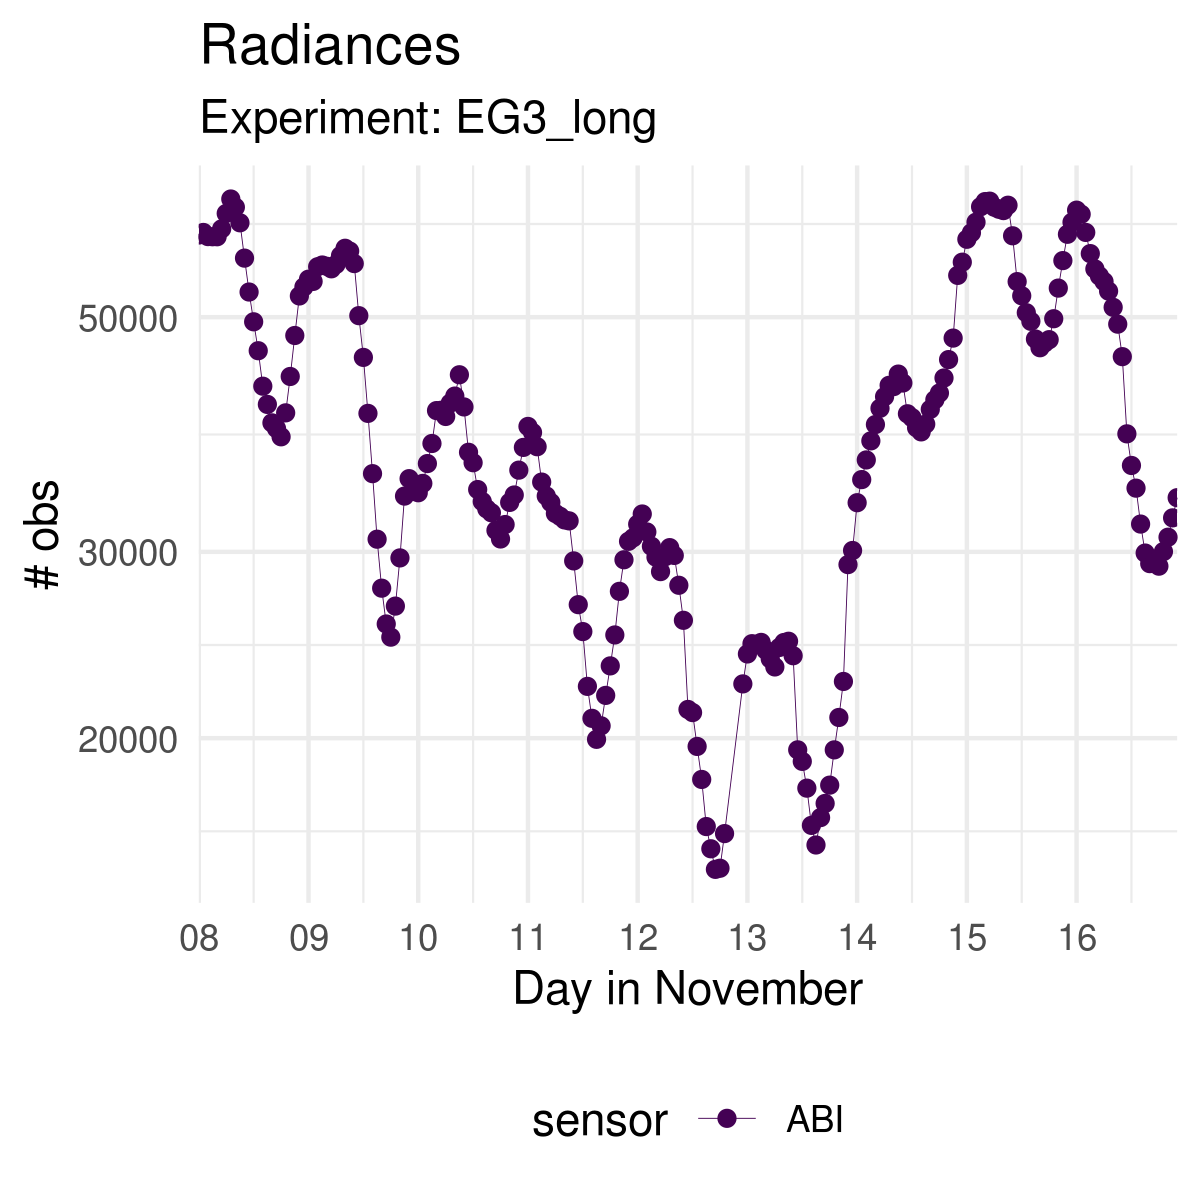 Radiances
Experiment: EG3_long
# obs
50000
30000
20000
08 09 10 11 12 13 14 15 16
Day in November
sensor ABI